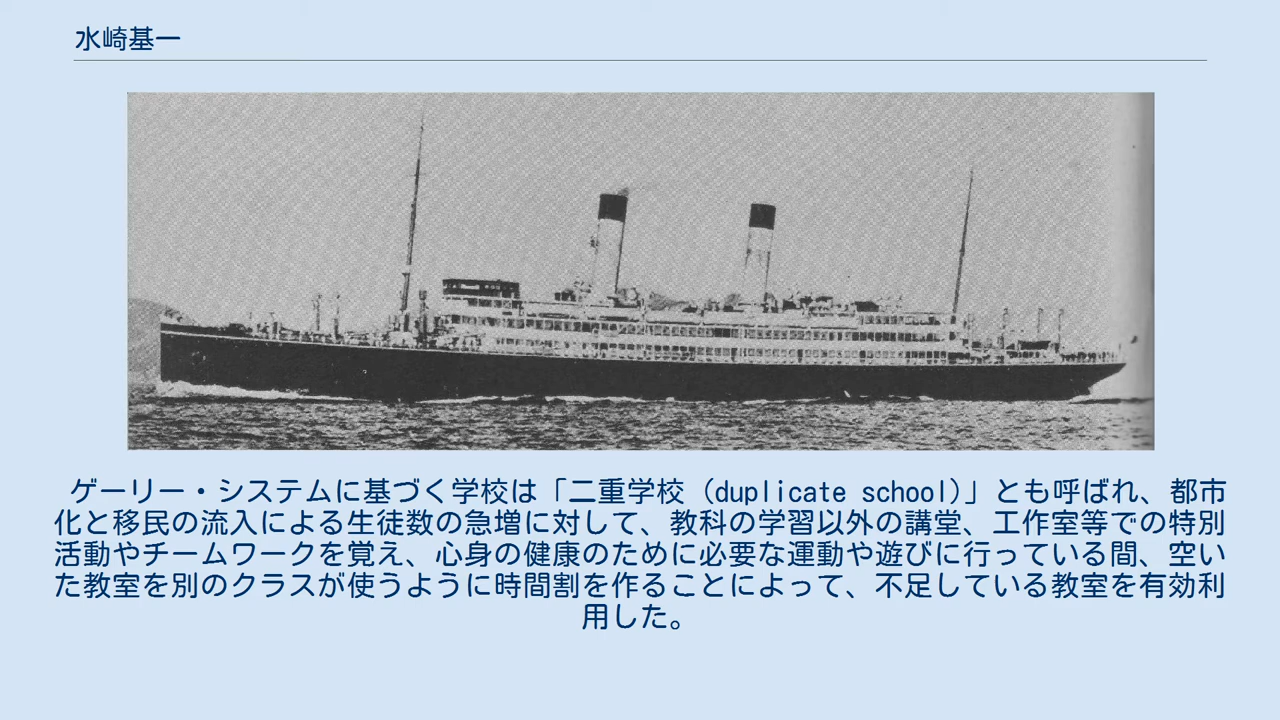 水崎基一
ゲーリー・システムに基づく学校は「二重学校（duplicate school）」とも呼ばれ、都市
化と移民の流入による生徒数の急増に対して、教科の学習以外の講堂、工作室等での特別
活動やチームワークを覚え、心身の健康のために必要な運動や遊びに行っている間、空い
た教室を別のクラスが使うように時間割を作ることによって、不足している教室を有効利
用した。